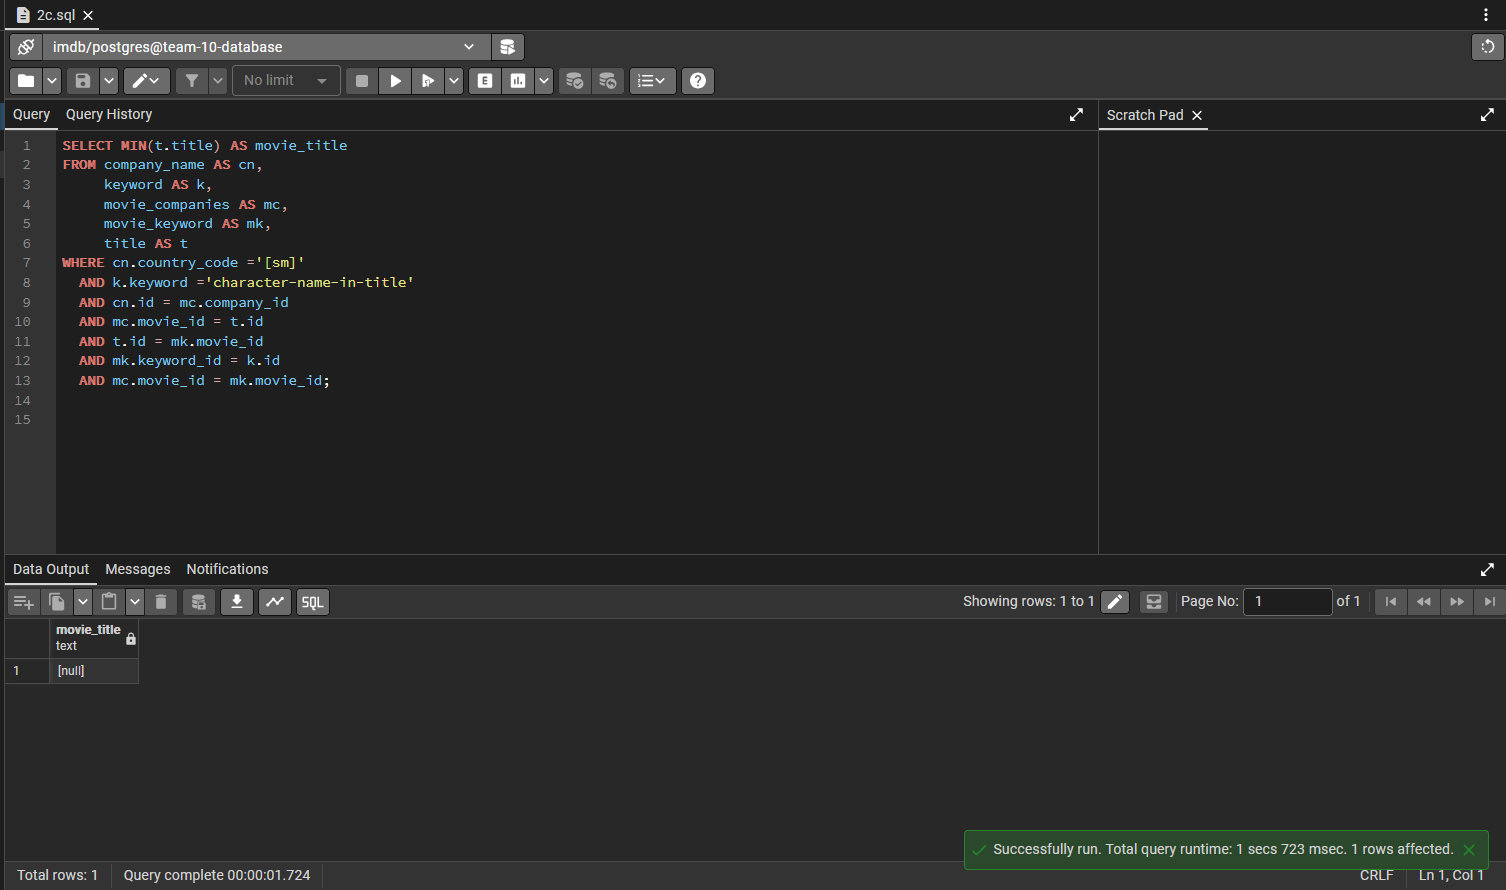 2c.sql
imdb/postgres@team-10-database
No limit
E
Query Query History
Scratch Pad
1 SELECT MIN(t.title) AS movie_title
2 FROM company_name AS cn,
3 keyword AS k,
4 movie_companies AS mc,
5 movie_keyword AS mk,
6 title AS t
7 WHERE cn.country_code ='[sm]'
8 AND k.keyword ='character-name-in-title'
9 AND cn.id = mc.company_id
10 AND mc.movie_id = t.id
11 AND t.id = mk.movie_id
12 AND mk.keyword_id = k.id
13 AND mc.movie_id = mk.movie_id;
14
15
Data Output Messages Notifications
SQL Showing rows: 1 to 1 Page No: 1 of 1
movie_title
text
1 [null]
Successfully run. Total query runtime: 1 secs 723 msec. 1 rows affected.
Total rows: 1 Query complete 00:00:01.724 CRLF Ln 1, Col 1